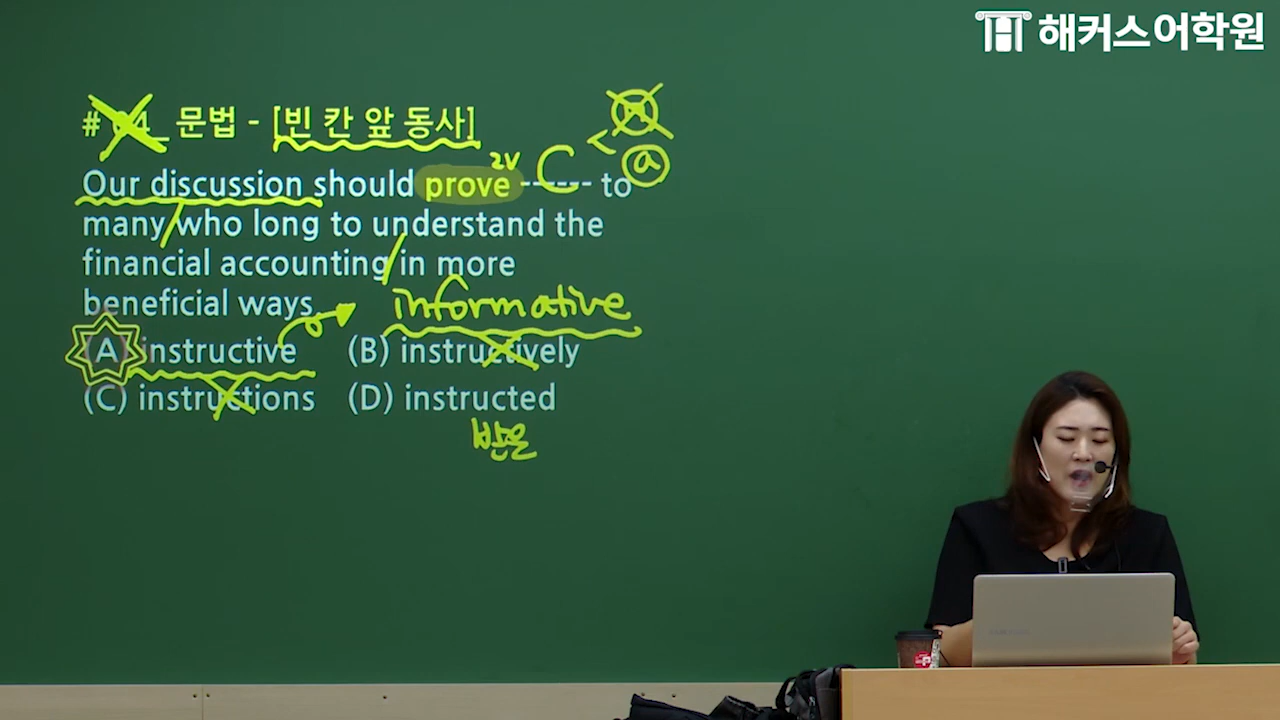 해커스어학원
# 04 문법 - [빈 칸 앞 동사]
n
2V C a
Our discussion should prove ------ to
many who long to understand the
financial accounting in more
beneficial ways.
informative
(A) instructive (B) instructively
(C) instructions (D) instructed
받은